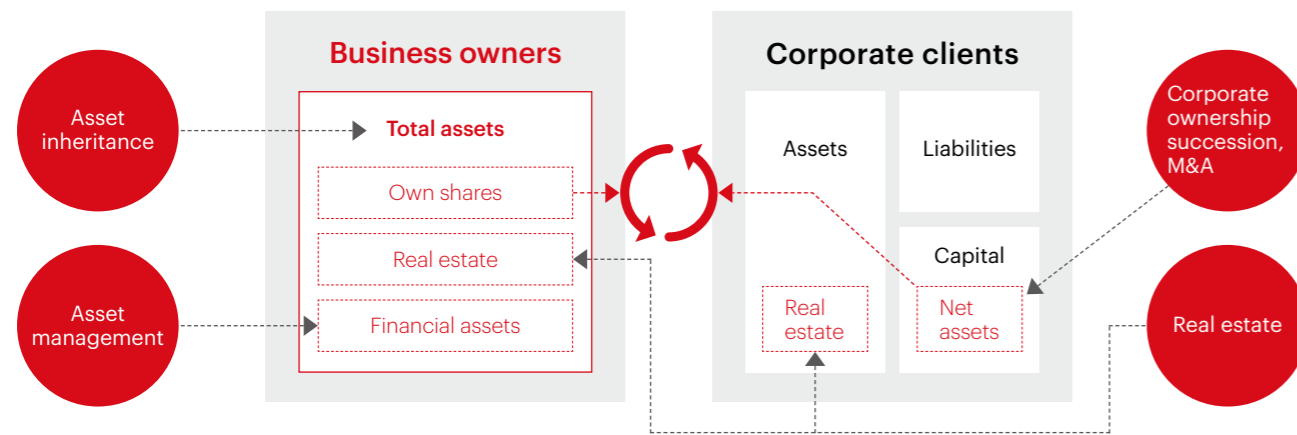 Business owners
Corporate clients
Asset
inheritance
Total assets
Own shares
Real estate
Financial assets
Asset
management
Assets
Liabilities
Capital
Real
estate
Net
assets
Corporate
ownership
succession,
M&A
Real estate